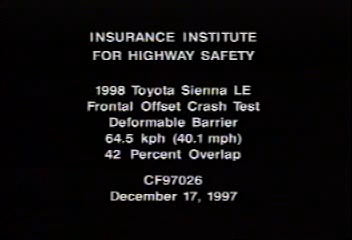 INSURANCE INSTITUTE
FOR HIGHWAY SAFETY
1998 Toyota Sienna LE
Frontal Offset Crash Test
Deformable Barrier
64.5 kph (40.1 mph)
42 Percent Overlap
CF97026
December 17, 1997